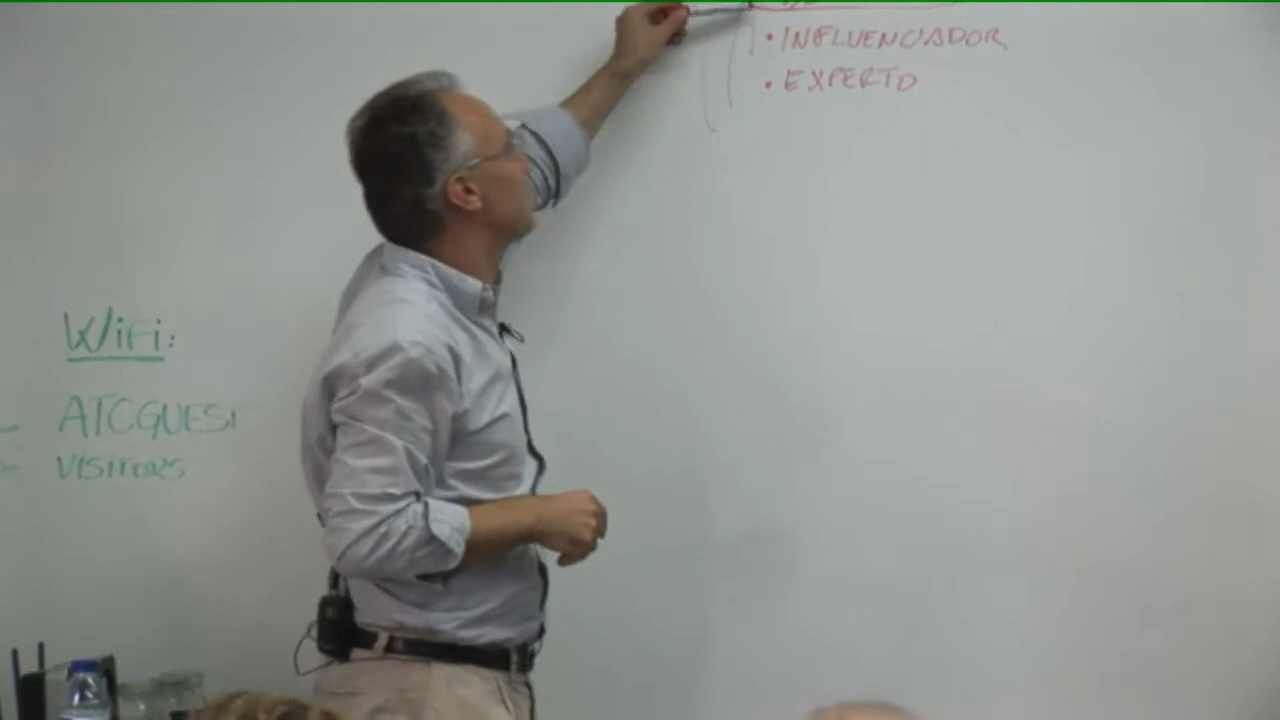 • INFLUENCIADOR
• EXPERTO
WiFi:
ATCGUEST
VISITORS